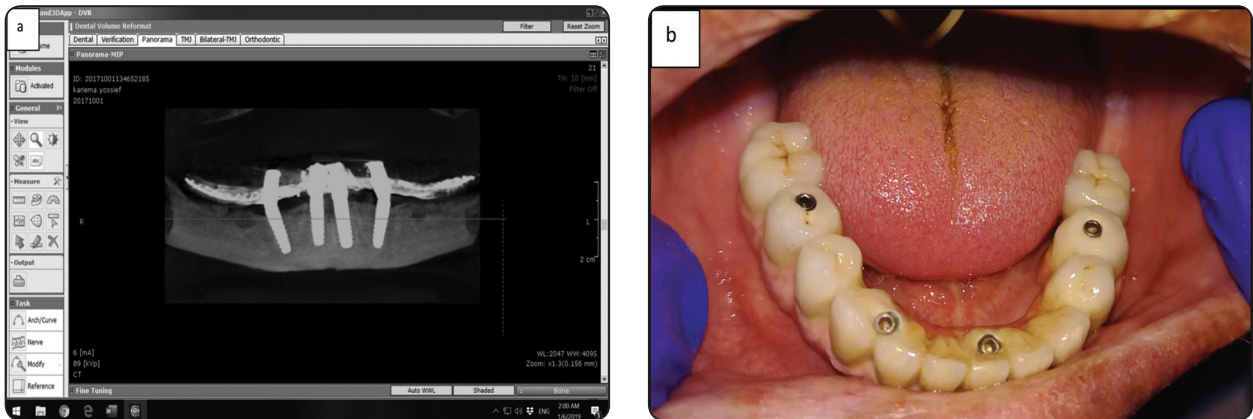 a
and3DApp - DVR
Dental Volume Reformat
Filter
Reset Zoom
Dental
Verification
Panorama
TMJ
Bilateral-TMJ
Orthodontic
Panorama-MIP
Modules
Activated
General
View
abc
Measure
Output
Task
Arch/Curve
Nerve
Modify
Reference
ID: 20171001134652185
kariema yossief
20171001
21
TH: 10 [mm]
Filter Off
R
L
2 cm
6 [mA]
89 [kVp]
CT
WL:2047 WW:4095
Zoom: x1.3(0.156 mm)
Fine Tuning
Auto WWL
Shaded
Bone
ENG
2:00 AM
1/6/2019
b